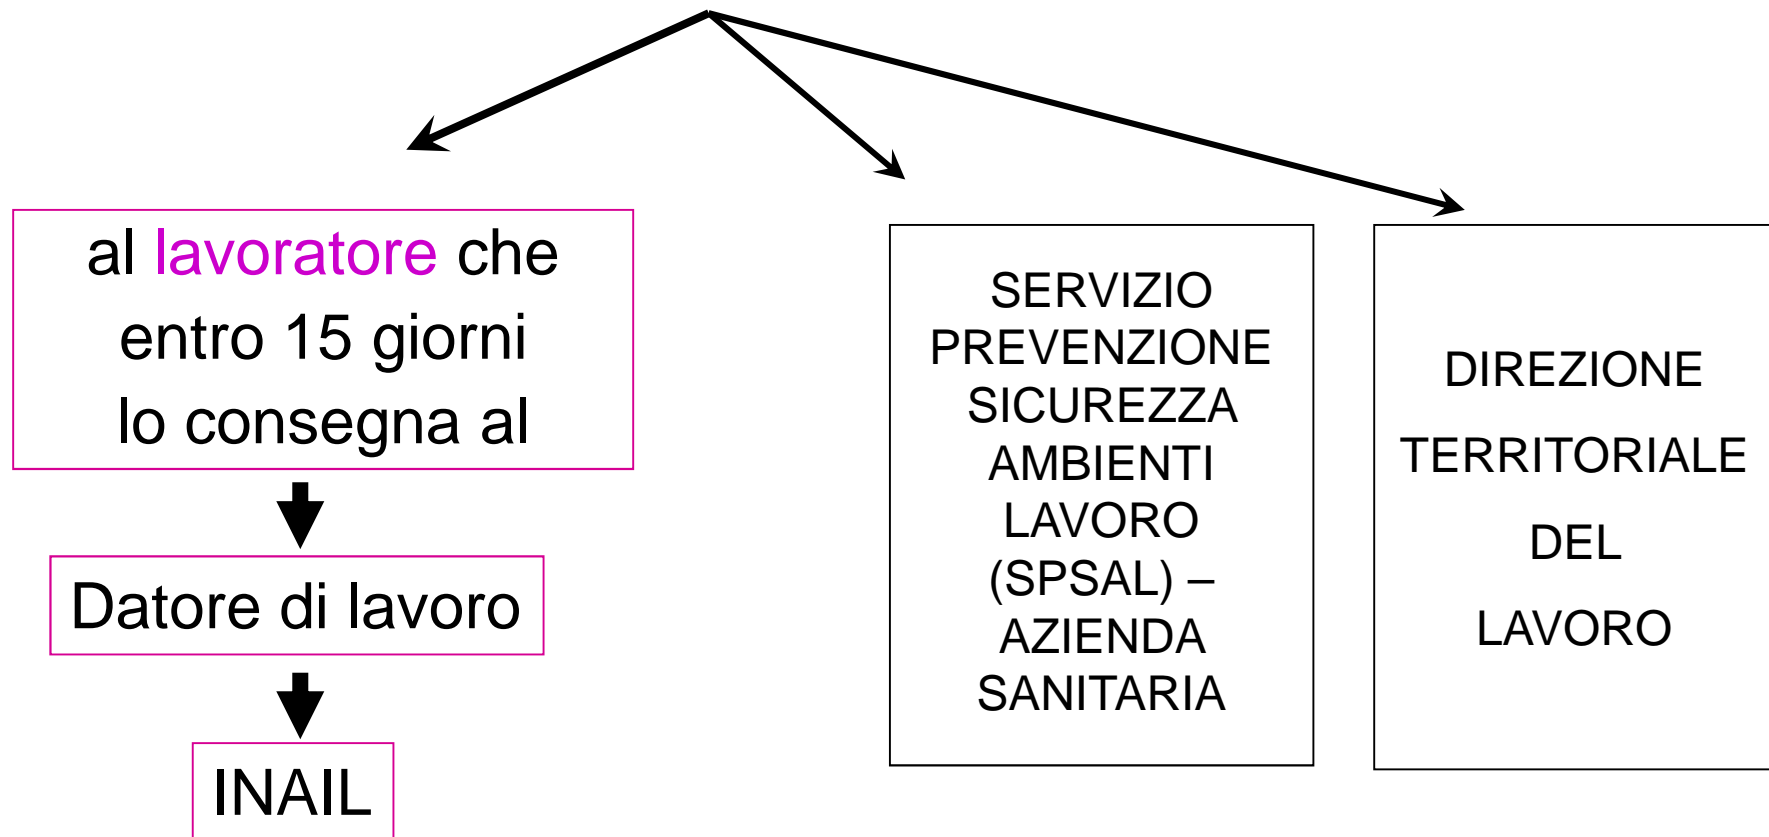 al lavoratore che
entro 15 giorni
lo consegna al
Datore di lavoro
INAIL
SERVIZIO
PREVENZIONE
SICUREZZA
AMBIENTI
LAVORO
(SPSAL) –
AZIENDA
SANITARIA
DIREZIONE
TERRITORIALE
DEL
LAVORO